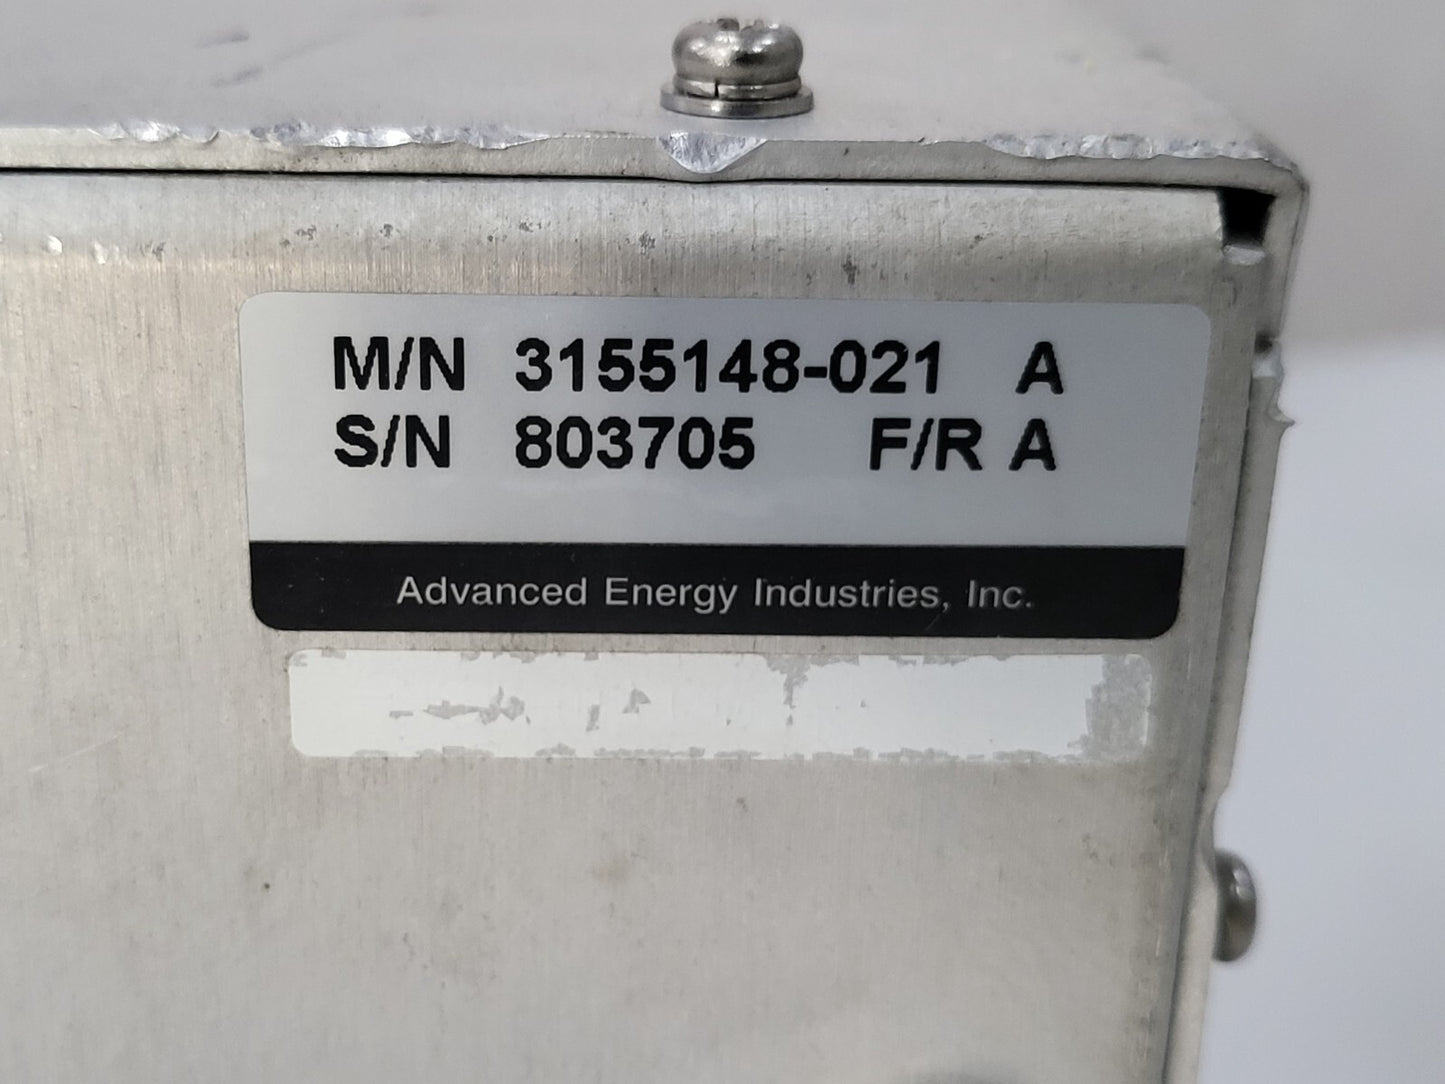 M/N 3155148-021 A
S/N 803705 F/R A
Advanced Energy Industries, Inc.